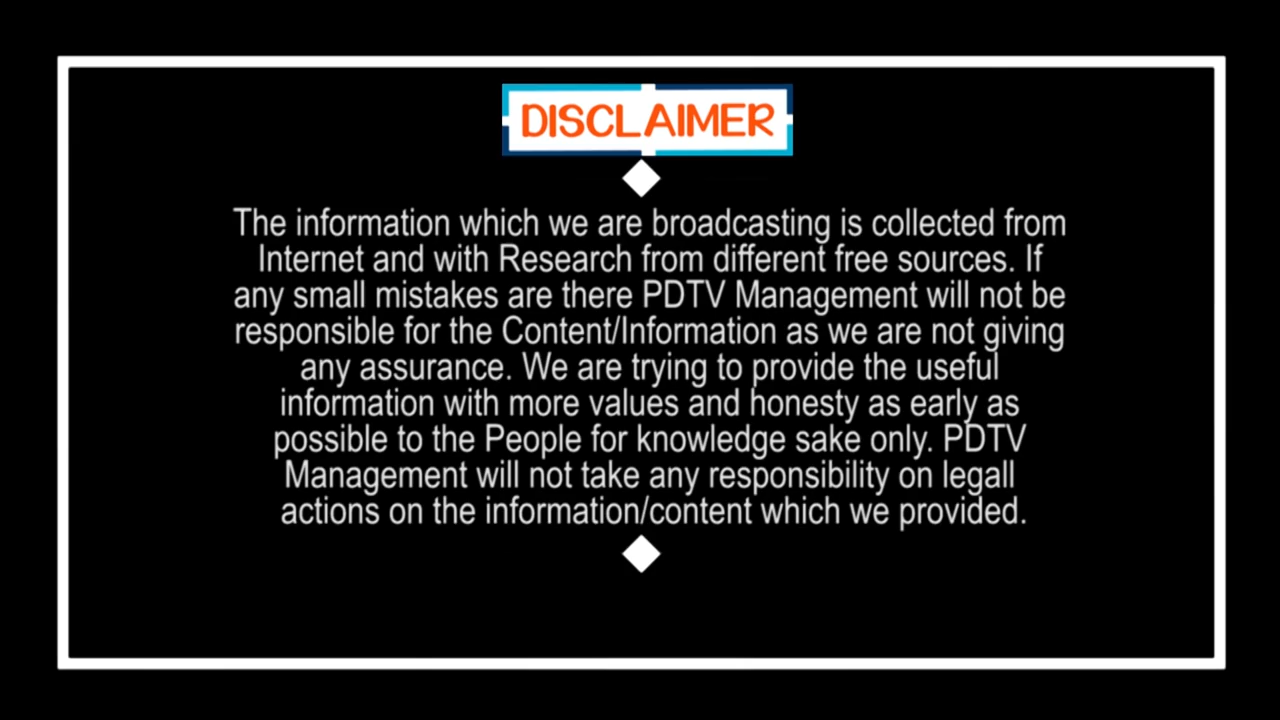 DISCLAIMER
The information which we are broadcasting is collected from
Internet and with Research from different free sources. If
any small mistakes are there PDTV Management will not be
responsible for the Content/Information as we are not giving
any assurance. We are trying to provide the useful
information with more values and honesty as early as
possible to the People for knowledge sake only. PDTV
Management will not take any responsibility on legall
actions on the information/content which we provided.